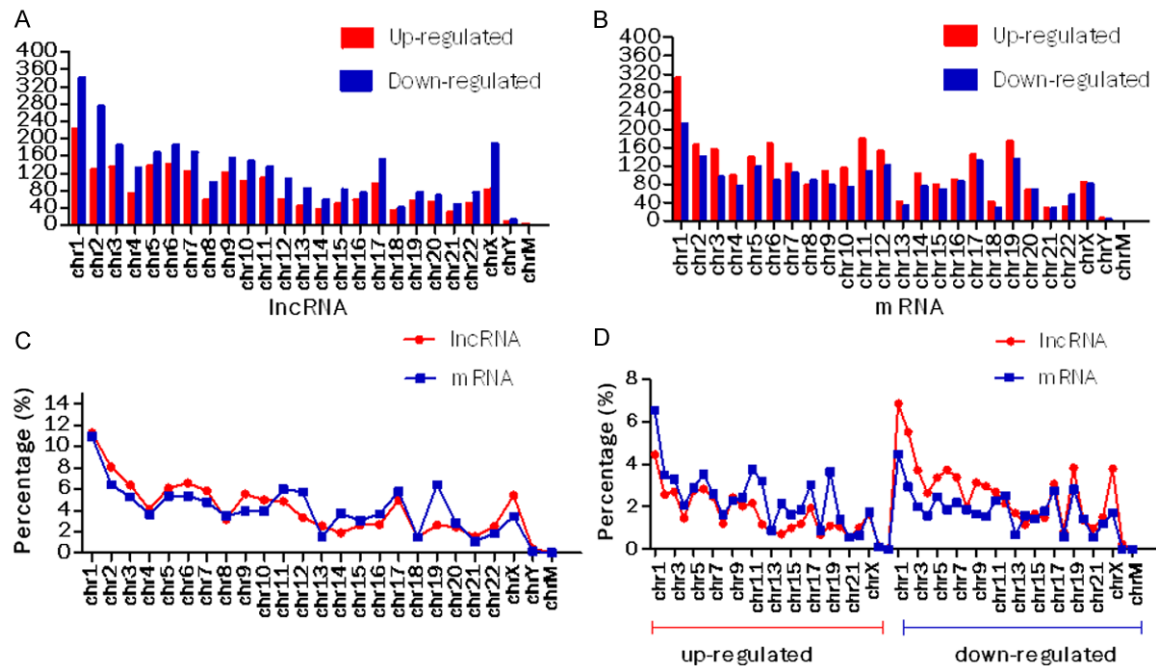 A
Up-regulated
Down-regulated
400
360
320
280
240
200
160
120
80
40
0
chr1
chr2
chr3
chr4
chr5
chr6
chr7
chr8
chr9
chr10
chr11
chr12
chr13
chr14
chr15
chr16
chr17
chr18
chr19
chr20
chr21
chr22
chrX
chrY
chrM
lncRNA
B
Up-regulated
Down-regulated
400
360
320
280
240
200
160
120
80
40
0
chr1
chr2
chr3
chr4
chr5
chr6
chr7
chr8
chr9
chr10
chr11
chr12
chr13
chr14
chr15
chr16
chr17
chr18
chr19
chr20
chr21
chr22
chrX
chrY
chrM
mRNA
C
lncRNA
mRNA
Percentage (%)
14
12
10
8
6
4
2
0
chr1
chr2
chr3
chr4
chr5
chr6
chr7
chr8
chr9
chr10
chr11
chr12
chr13
chr14
chr15
chr16
chr17
chr18
chr19
chr20
chr21
chr22
chrX
chrY
chrM
D
lncRNA
mRNA
Percentage (%)
8
6
4
2
0
chr1
chr3
chr5
chr7
chr9
chr11
chr13
chr15
chr17
chr19
chr21
chrX
chr1
chr3
chr5
chr7
chr9
chr11
chr13
chr15
chr17
chr19
chr21
chrX
chrM
up-regulated
down-regulated